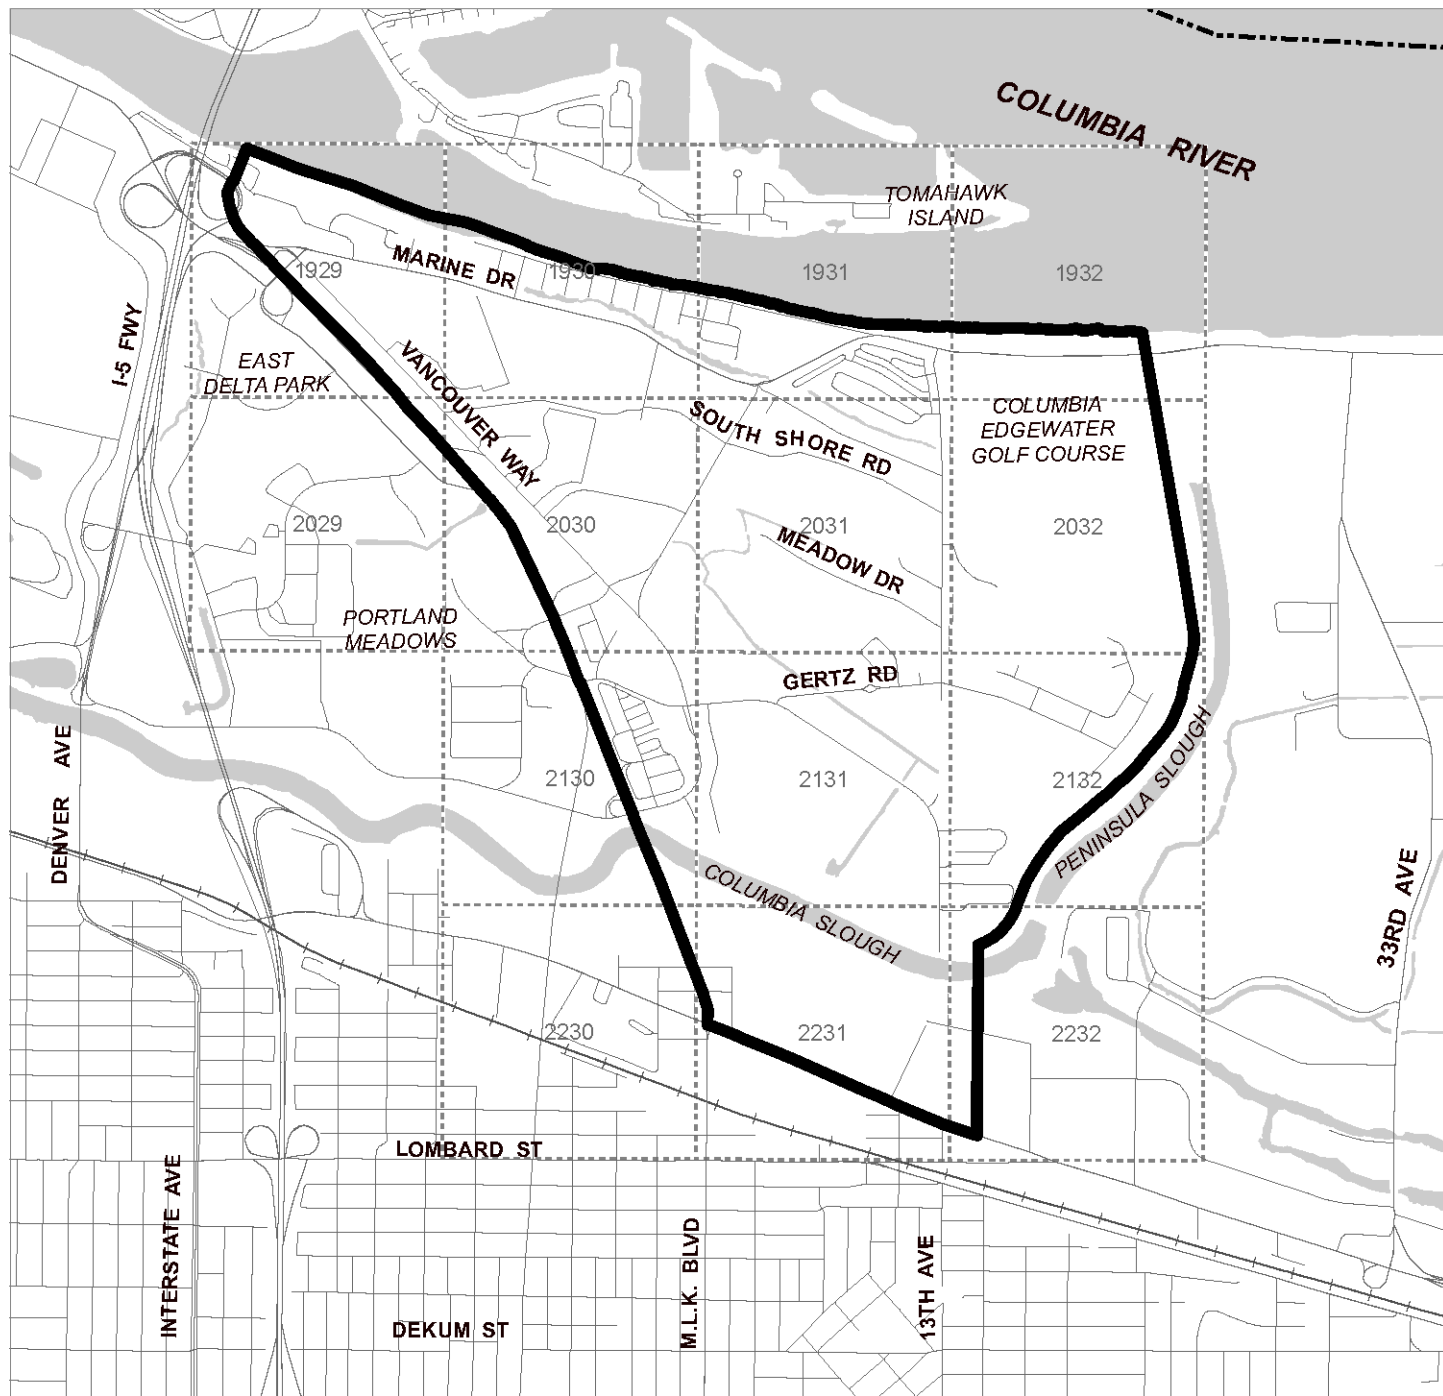 COLUMBIA RIVER
TOMAHAWK
ISLAND
MARINE DR
1929
1930
1931
1932
I-5 FWY
EAST
DELTA PARK
VANCOUVER WAY
SOUTH SHORE RD
COLUMBIA
EDGEWATER
GOLF COURSE
2029
2030
2031
2032
MEADOW DR
PORTLAND
MEADOWS
GERTZ RD
DENVER AVE
2130
2131
2132
PENINSULA SLOUGH
COLUMBIA SLOUGH
33RD AVE
2230
2231
2232
LOMBARD ST
INTERSTATE AVE
M.L.K. BLVD
13TH AVE
DEKUM ST